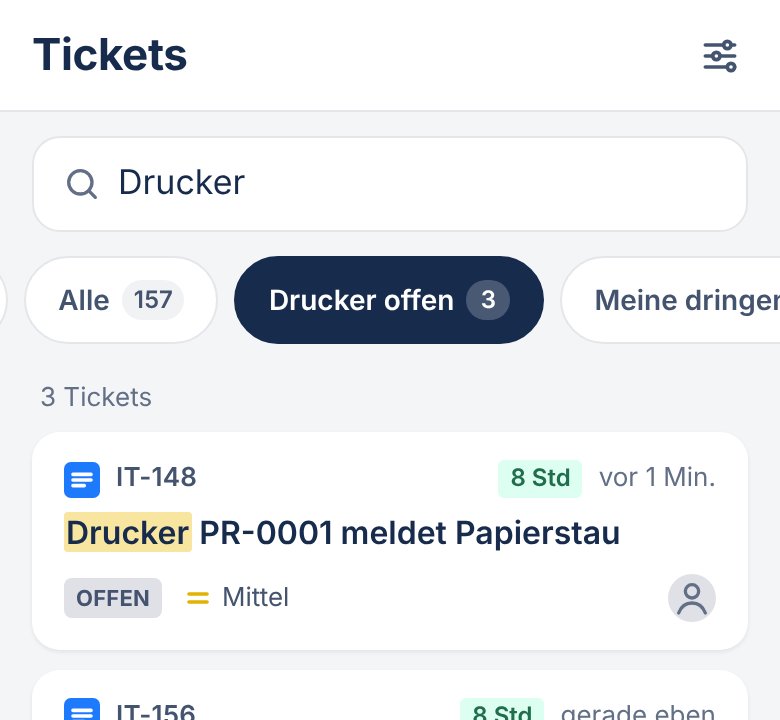 Tickets
Drucker
Alle 157
Drucker offen 3
Meine dringen
3 Tickets
IT-148 8 Std vor 1 Min.
Drucker PR-0001 meldet Papierstau
OFFEN Mittel
IT-156 8 Std gerade eben